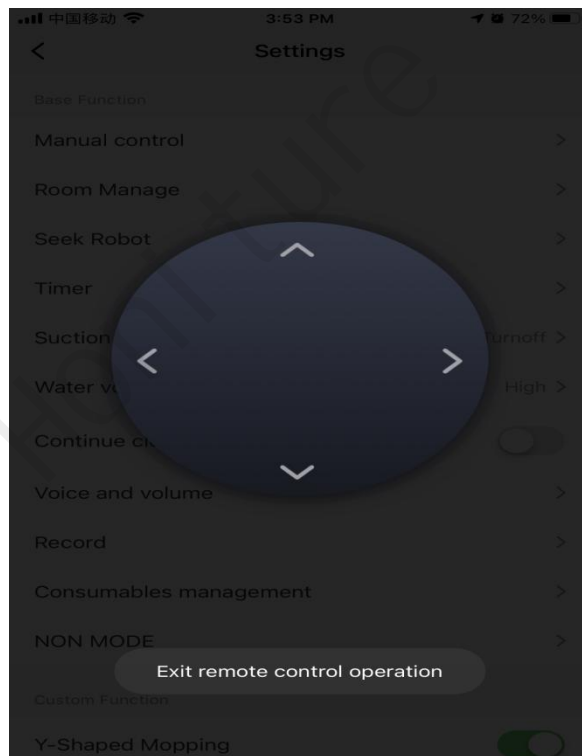 中国移动 3:53 PM 72%
Settings
Base Function
Manual control
Room Manage
Seek Robot
Timer
Suction Turnoff
Water High
Continue
Voice and volume
Record
Consumables management
NON MODE
Exit remote control operation
Custom Function
Y-Shaped Mopping